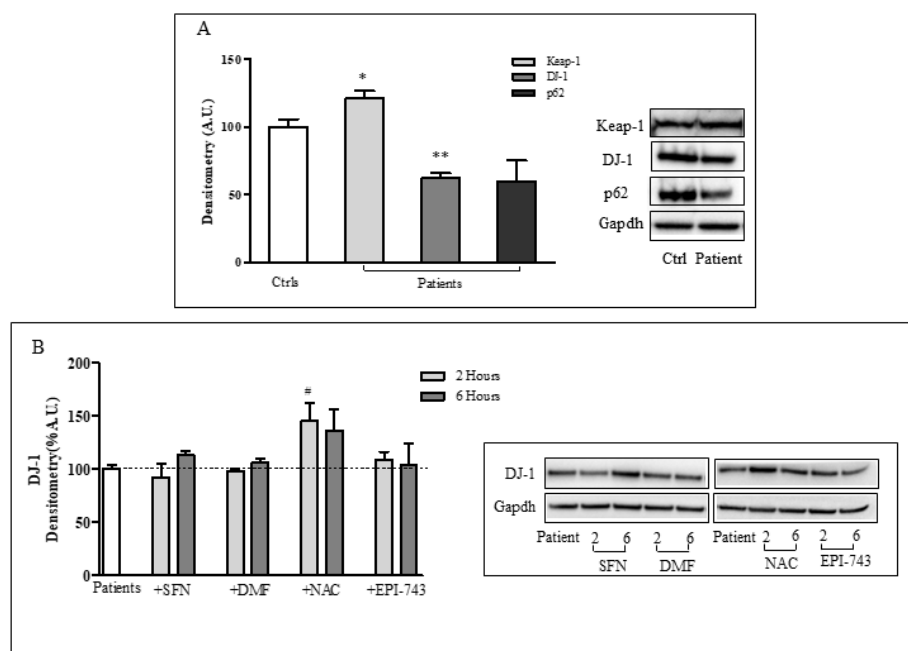 A
150
100
50
0
Densitometry (A.U.)
*
**
Keap-1
DJ-1
p62
Ctrls
Patients
Keap-1
DJ-1
p62
Gapdh
Ctrl Patient
B
200
150
100
50
0
DJ-1
Densitometry(% A.U.)
#
2 Hours
6 Hours
Patients +SFN +DMF +NAC +EPI-743
DJ-1
Gapdh
Patient 2 6 2 6 Patient 2 6 2 6
SFN DMF NAC EPI-743